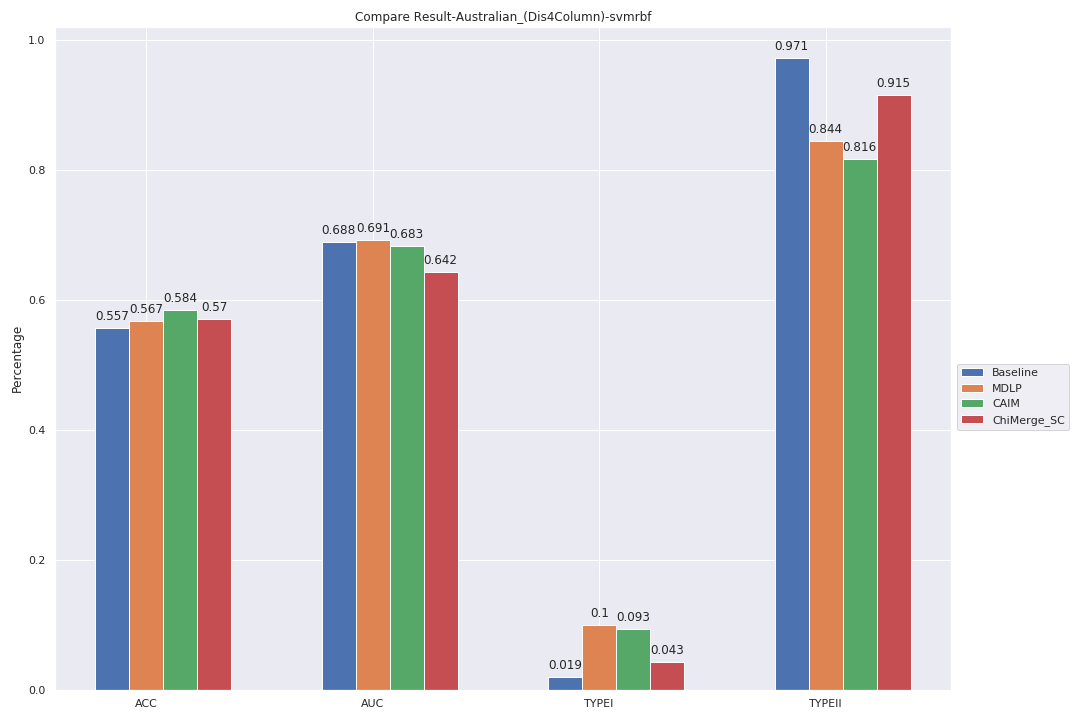 Compare Result-Australian_(Dis4Column)-svmrbf
Percentage
1.0
0.8
0.6
0.4
0.2
0.0
0.557
0.567
0.584
0.57
0.688
0.691
0.683
0.642
0.019
0.1
0.093
0.043
0.971
0.844
0.816
0.915
ACC
AUC
TYPEI
TYPEII
Baseline
MDLP
CAIM
ChiMerge_SC